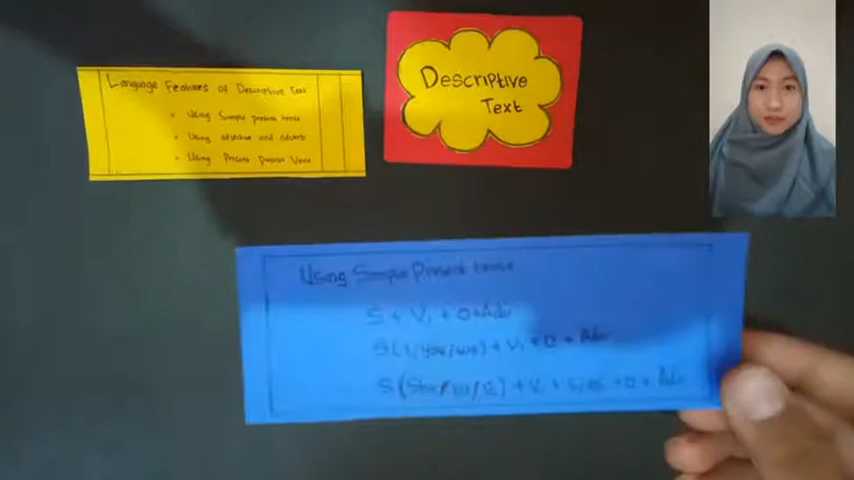 Language Features of Descriptive Text
• Using Simple present tense
• Using adjective and adverb
• Using Present passive Voice
Descriptive
Text
Using Simple Present tense
S + V1 + O + Adv
S (I/you/we) + V1 + O + Adv
S (She/he/it) + V1 + s/es + O + Adv